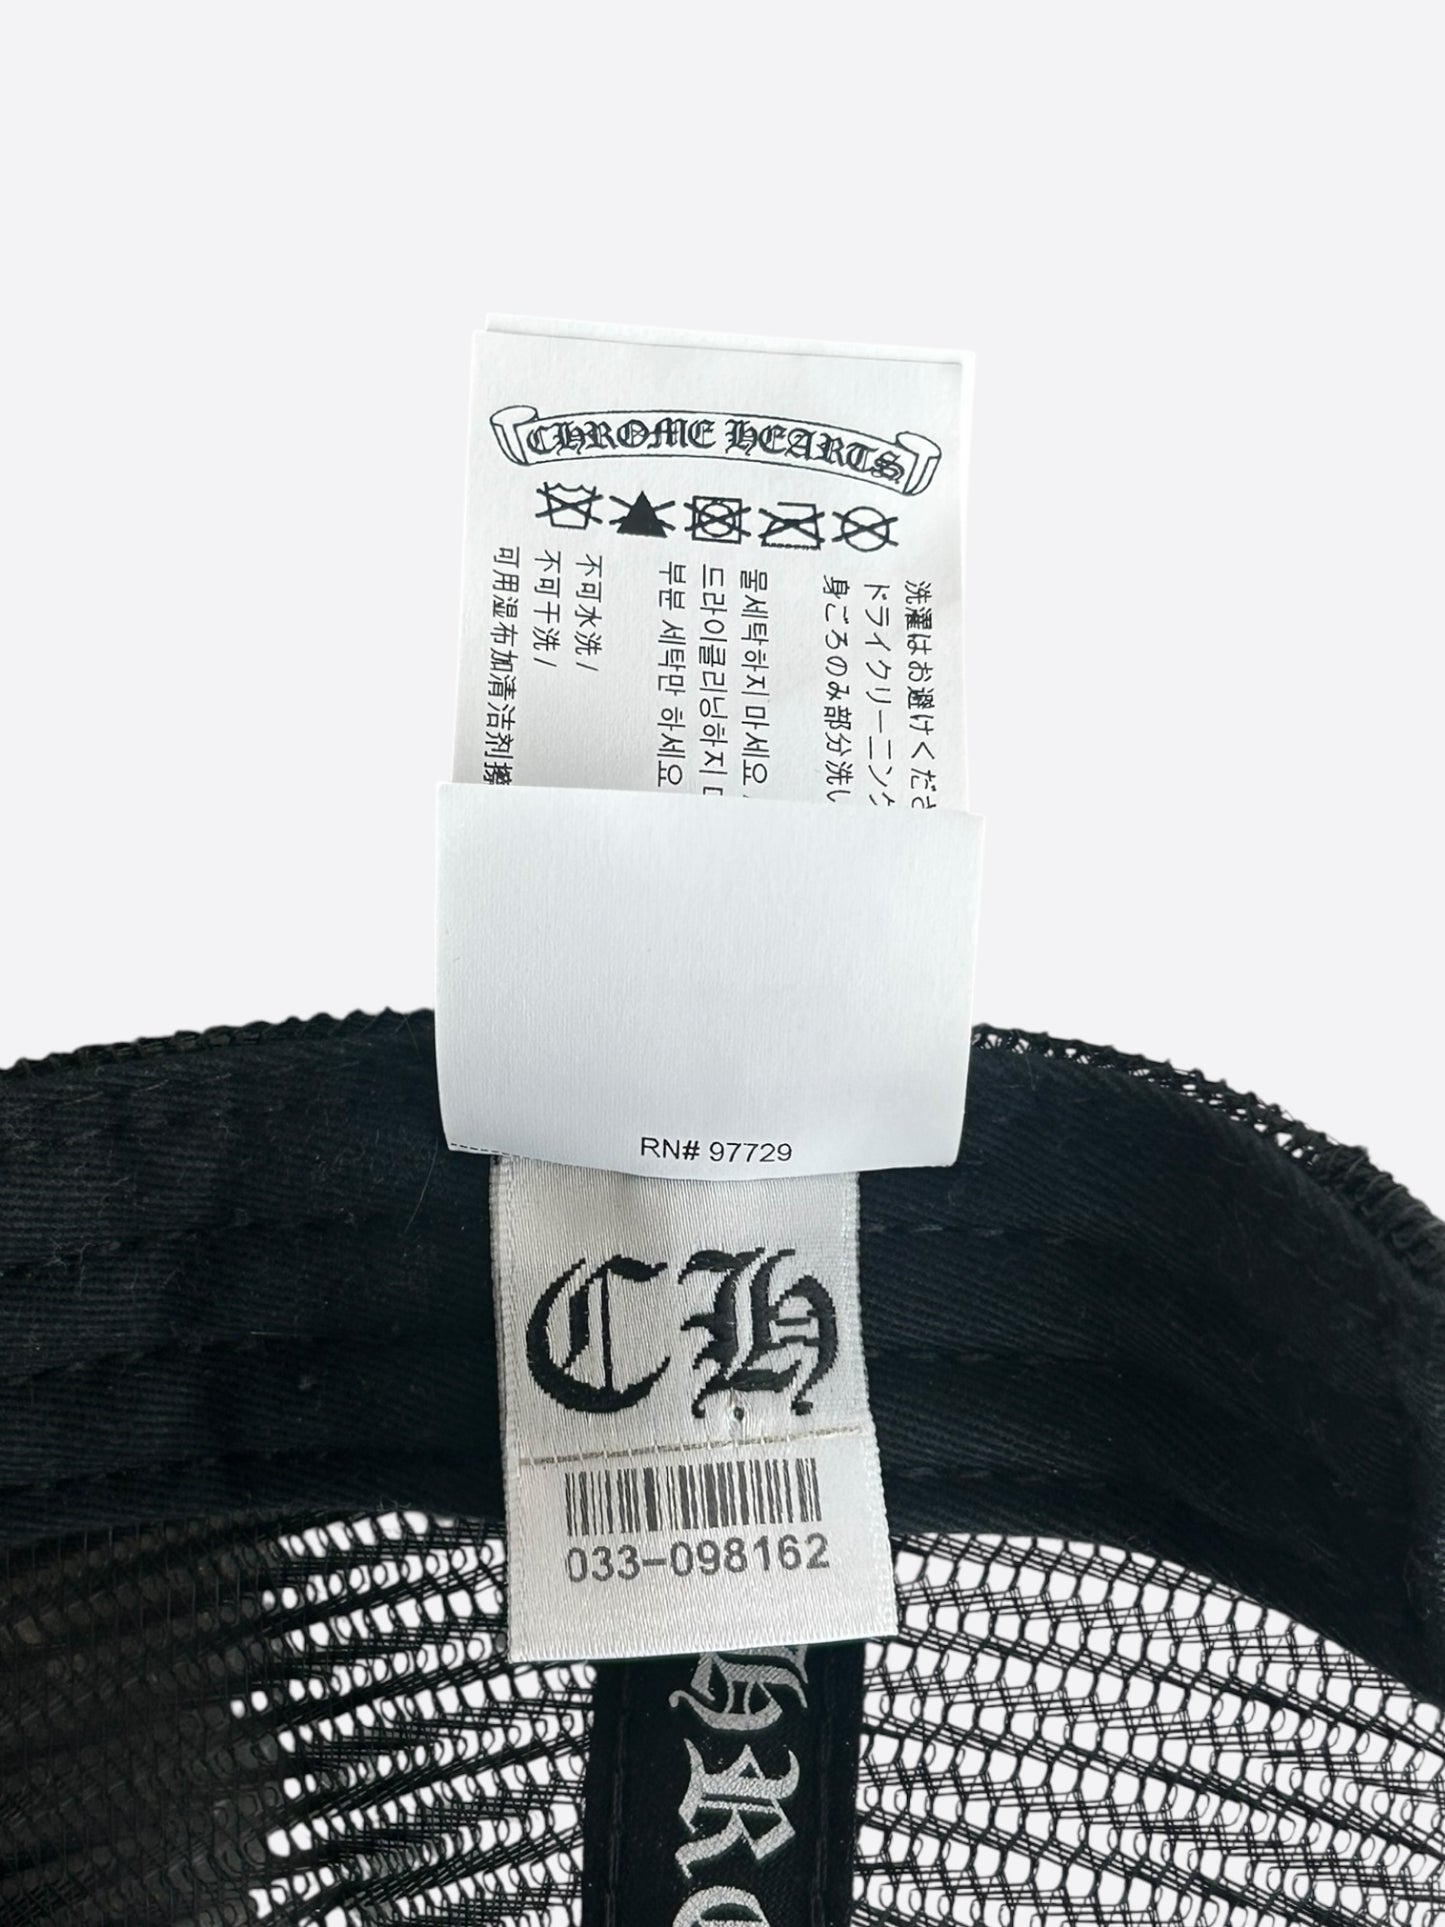 CHROME HEARTS
洗濯はお避けくださ
ドライクリーニング
身ごろのみ部分洗い
물세탁하지 마세요
드라이클리닝하지
부분 세탁만 하세요
不可水洗/
不可干洗/
可用湿布加清洁剂擦
RN# 97729
CH
033-098162
HRO